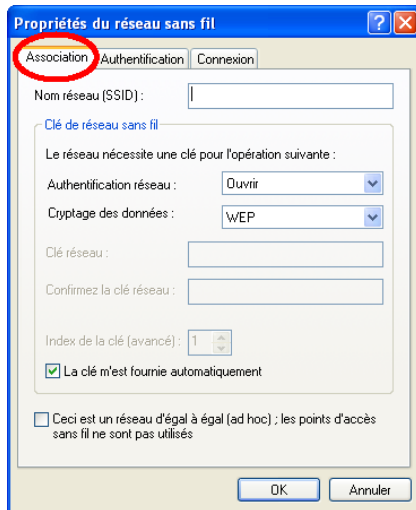 Propriétés du réseau sans fil
Association Authentification Connexion
Nom réseau (SSID) :
Clé de réseau sans fil
Le réseau nécessite une clé pour l'opération suivante :
Authentification réseau : Ouvrir
Cryptage des données : WEP
Clé réseau :
Confirmez la clé réseau :
Index de la clé (avancé) : 1
La clé m'est fournie automatiquement
Ceci est un réseau d'égal à égal (ad hoc) ; les points d'accès
sans fil ne sont pas utilisés
OK Annuler